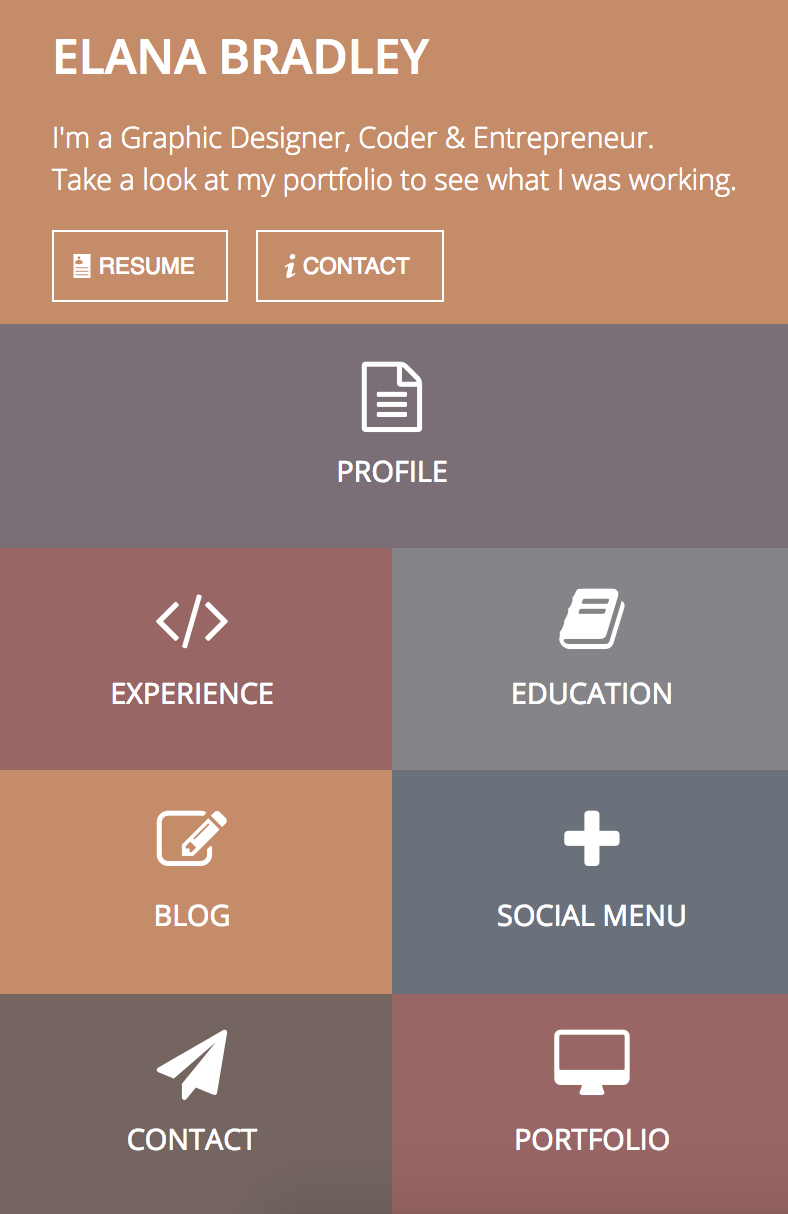 ELANA BRADLEY
I'm a Graphic Designer, Coder & Entrepreneur.
Take a look at my portfolio to see what I was working.
RESUME
CONTACT
PROFILE
EXPERIENCE
EDUCATION
BLOG
SOCIAL MENU
CONTACT
PORTFOLIO